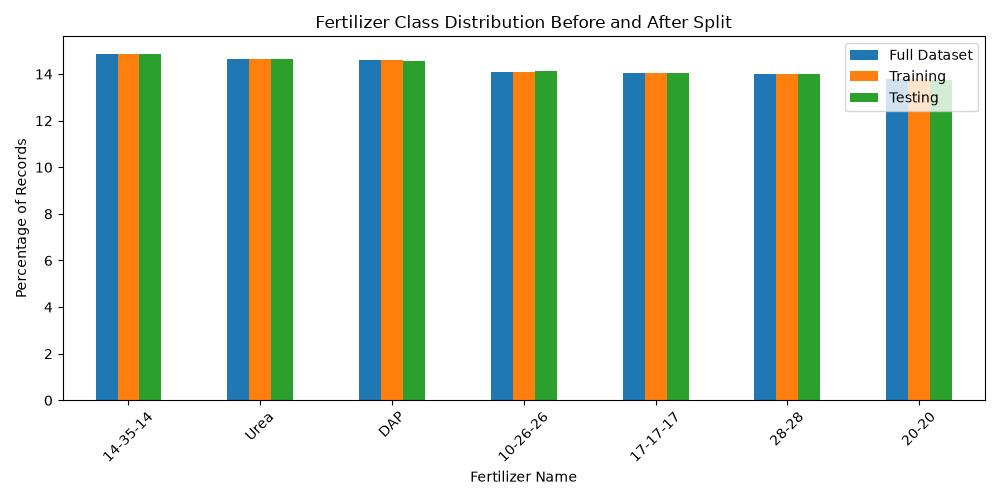 Fertilizer Class Distribution Before and After Split
Full Dataset
Training
Testing
Percentage of Records
14
12
10
8
6
4
2
0
14-35-14
Urea
DAP
10-26-26
17-17-17
28-28
20-20
Fertilizer Name